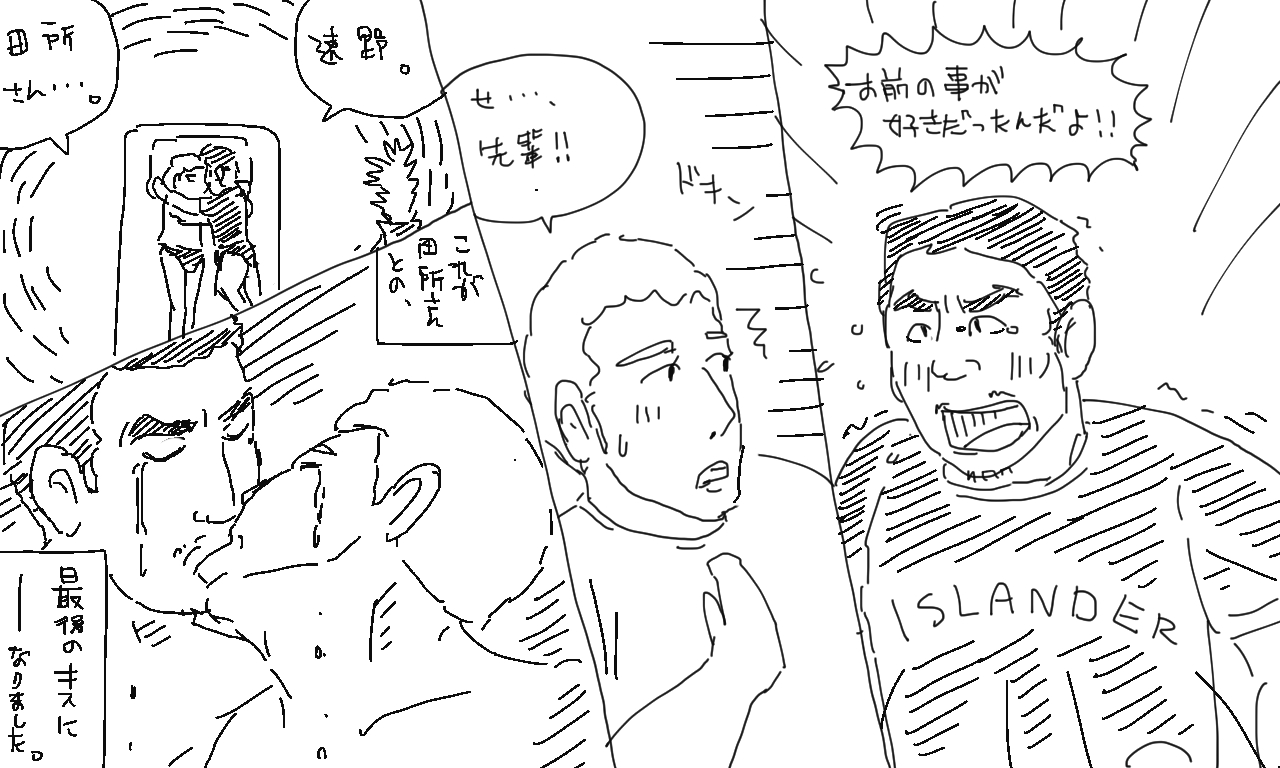 お前の事が
好きだったんだよ!!
ISLANDER
せ・・・、
先輩!!
ドキン
遠野。
田所
さん・・・。
これが
田所さん
との、
最後のキスに
―なりました。